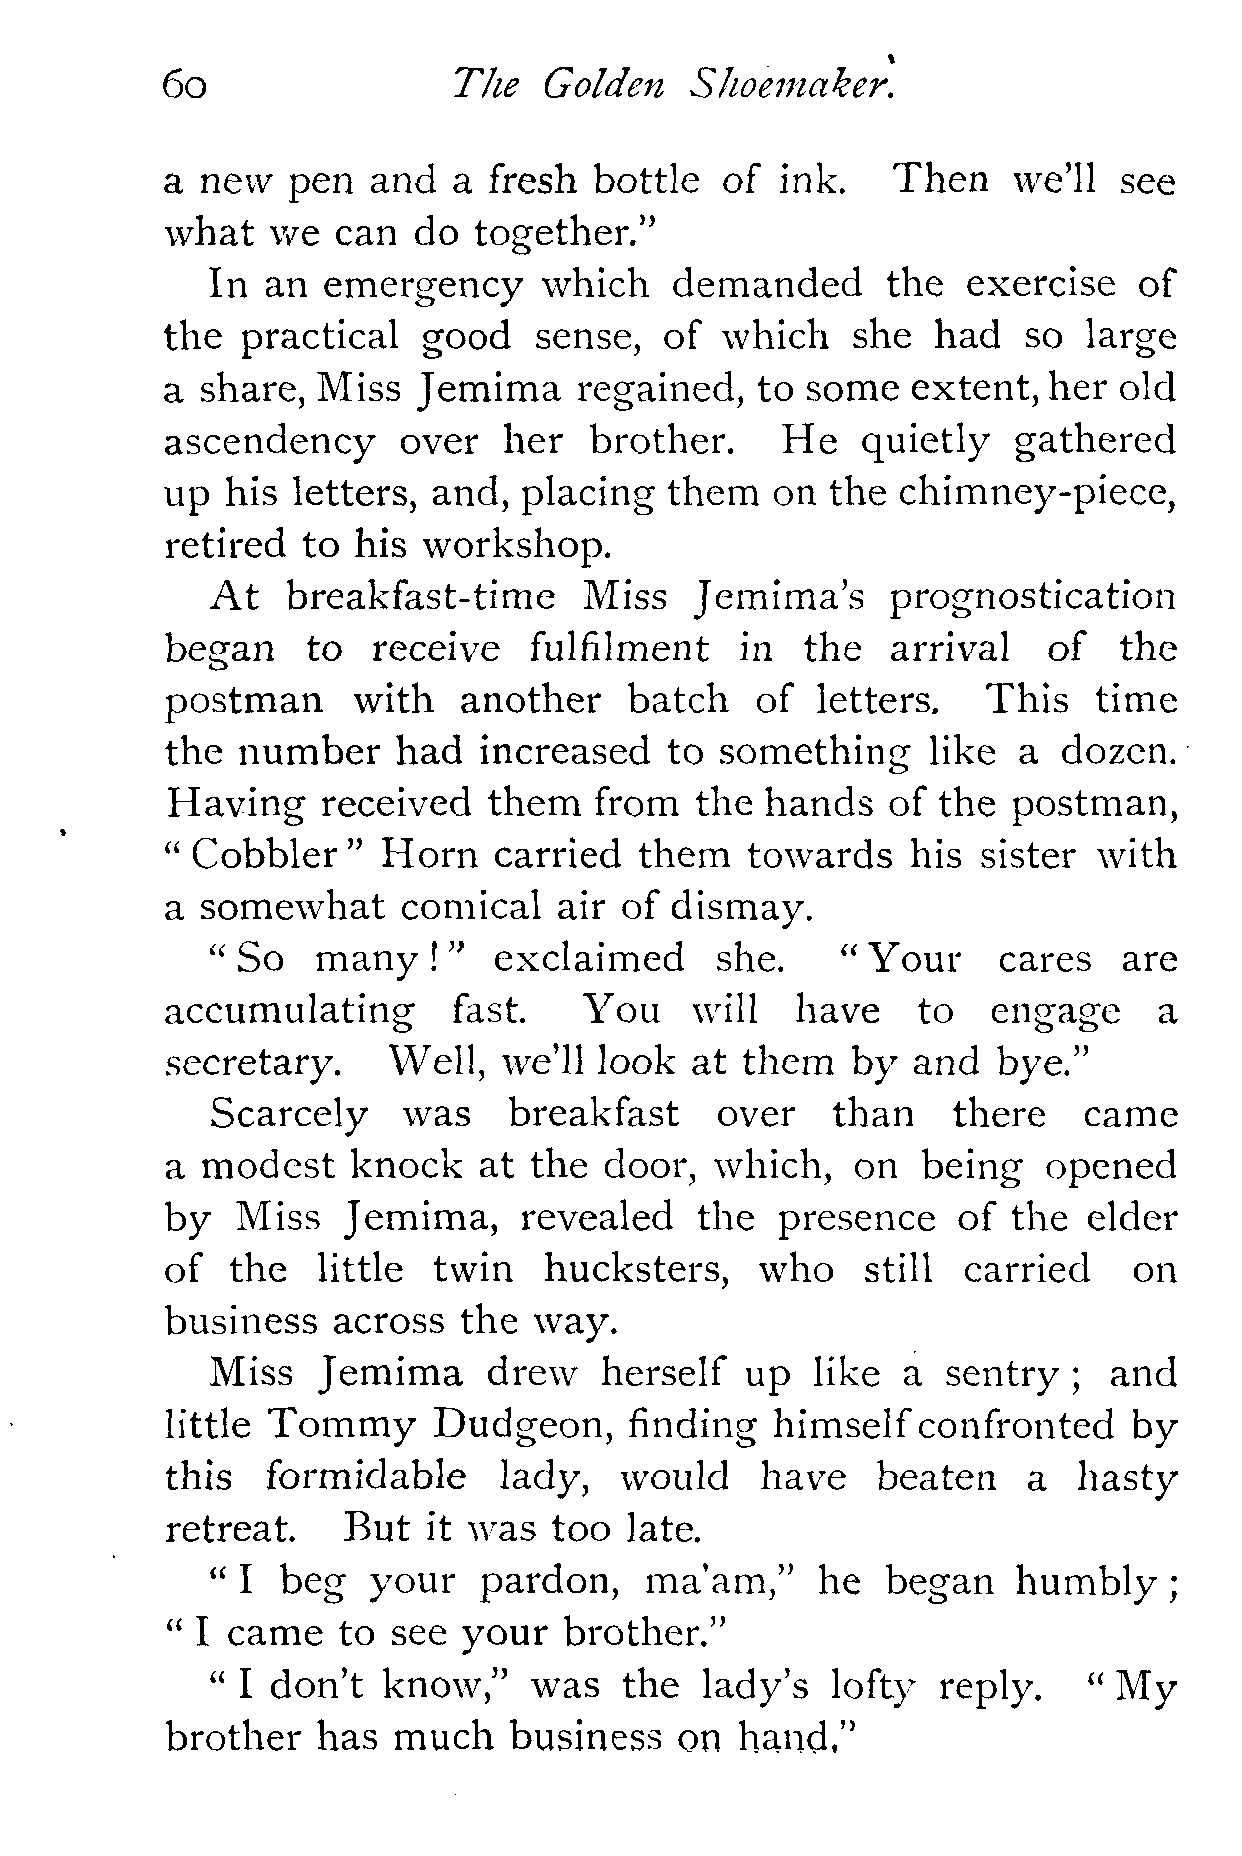 60 The Golden Shoemaker.
a new pen and a fresh bottle of ink. Then we'll see
what we can do together."
In an emergency which demanded the exercise of
the practical good sense, of which she had so large
a share, Miss Jemima regained, to some extent, her old
ascendency over her brother. He quietly gathered
up his letters, and, placing them on the chimney-piece,
retired to his workshop.
At breakfast-time Miss Jemima's prognostication
began to receive fulfilment in the arrival of the
postman with another batch of letters. This time
the number had increased to something like a dozen.
Having received them from the hands of the postman,
" Cobbler " Horn carried them towards his sister with
a somewhat comical air of dismay.
" So many ! " exclaimed she. " Your cares are
accumulating fast. You will have to engage a
secretary. Well, we'll look at them by and bye."
Scarcely was breakfast over than there came
a modest knock at the door, which, on being opened
by Miss Jemima, revealed the presence of the elder
of the little twin hucksters, who still carried on
business across the way.
Miss Jemima drew herself up like a sentry ; and
little Tommy Dudgeon, finding himself confronted by
this formidable lady, would have beaten a hasty
retreat. But it was too late.
" I beg your pardon, ma'am," he began humbly ;
" I came to see your brother."
" I don't know," was the lady's lofty reply. " My
brother has much business on hand."